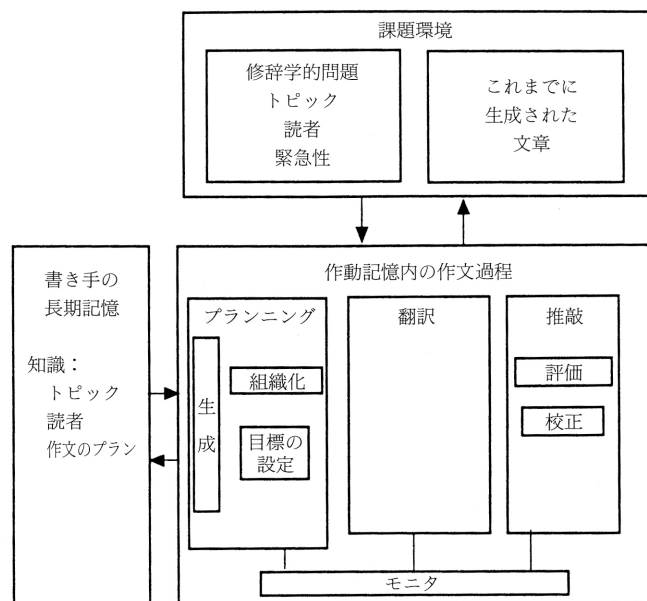 課題環境
修辞学的問題
トピック
読者
緊急性
これまでに
生成された
文章
書き手の
長期記憶
知識：
トピック
読者
作文のプラン
作動記憶内の作文過程
プランニング
生成
組織化
目標の
設定
翻訳
推敲
評価
校正
モニタ